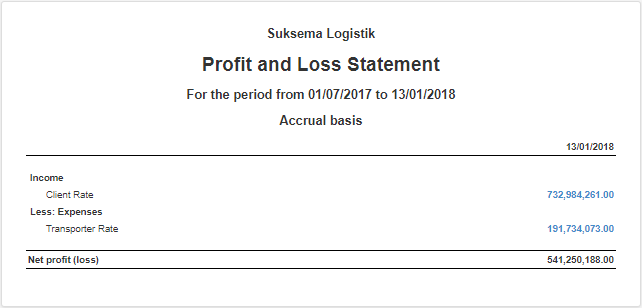 Suksema Logistik
Profit and Loss Statement
For the period from 01/07/2017 to 13/01/2018
Accrual basis
13/01/2018
Income
Client Rate 732,984,261.00
Less: Expenses
Transporter Rate 191,734,073.00
Net profit (loss) 541,250,188.00